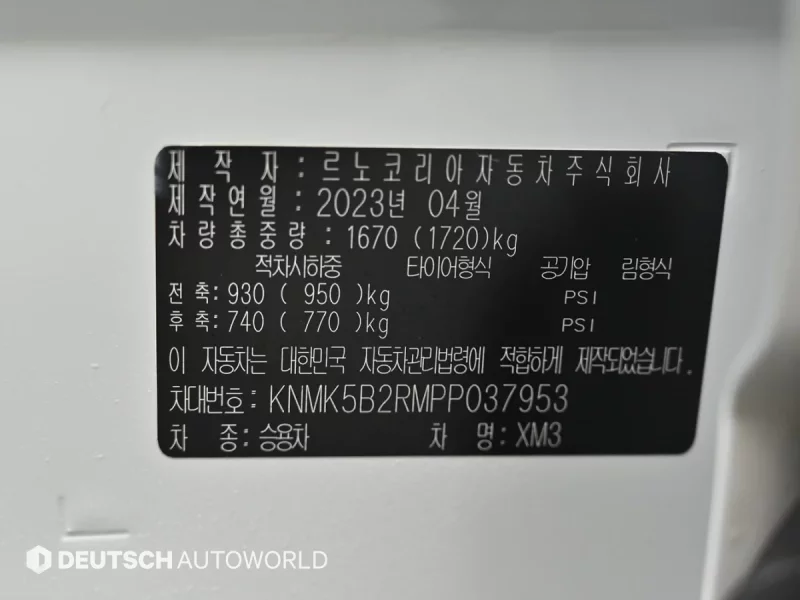 제 작 자 : 르노코리아자동차주식회사
제작연월 : 2023년 04월
차량총중량 : 1670 (1720)kg
적차시하중 타이어형식 공기압 림형식
전 축 : 930 ( 950 )kg PSI
후 축 : 740 ( 770 )kg PSI
이 자동차는 대한민국 자동차관리법령에 적합하게 제작되었습니다.
차대번호 : KNMK5B2RMPP037953
차 종 : 승용차 차 명 : XM3
DEUTSCH AUTOWORLD